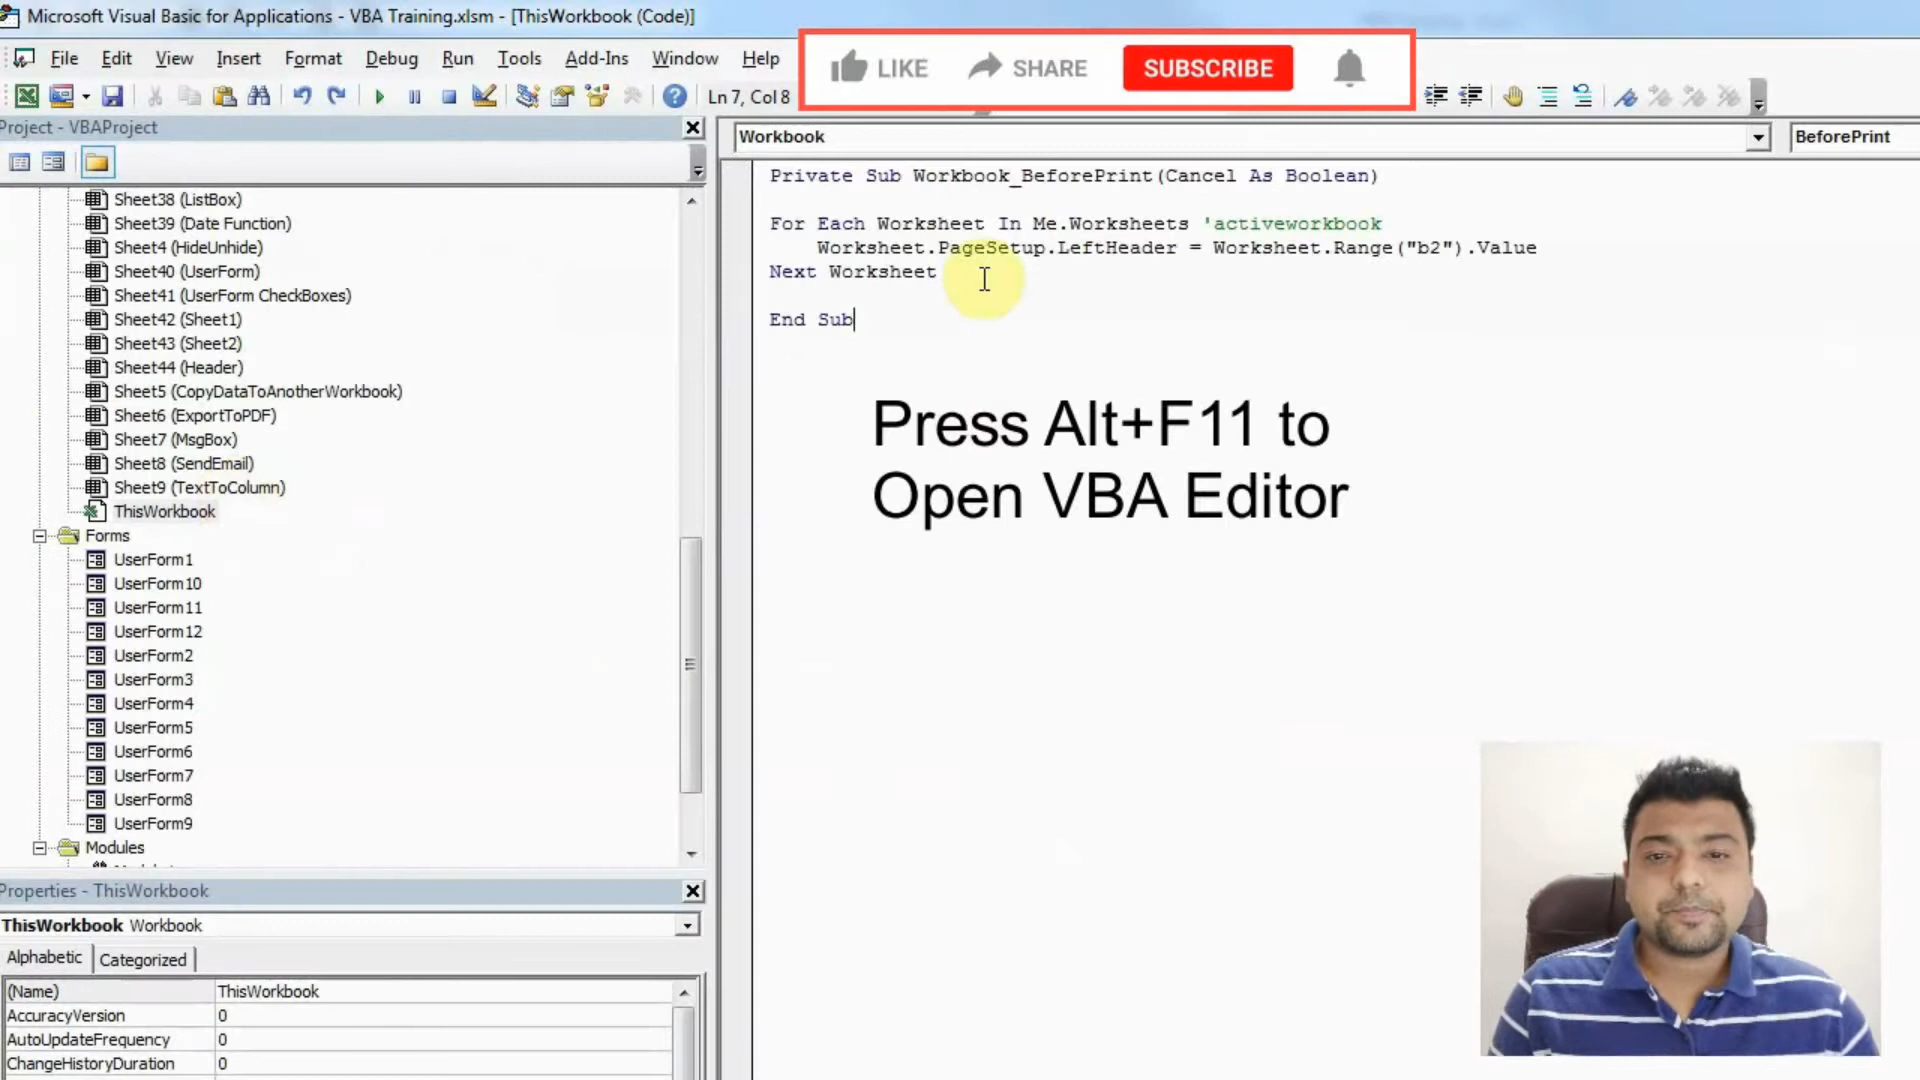 Microsoft Visual Basic for Applications - VBA Training.xlsm - [ThisWorkbook (Code)]
File Edit View Insert Format Debug Run Tools Add-Ins Window Help
LIKE SHARE SUBSCRIBE
Ln 7, Col 8
Project - VBAProject
Workbook BeforePrint
Sheet38 (ListBox)
Sheet39 (Date Function)
Sheet4 (HideUnhide)
Sheet40 (UserForm)
Sheet41 (UserForm CheckBoxes)
Sheet42 (Sheet1)
Sheet43 (Sheet2)
Sheet44 (Header)
Sheet5 (CopyDataToAnotherWorkbook)
Sheet6 (ExportToPDF)
Sheet7 (MsgBox)
Sheet8 (SendEmail)
Sheet9 (TextToColumn)
ThisWorkbook
Forms
UserForm1
UserForm10
UserForm11
UserForm12
UserForm2
UserForm3
UserForm4
UserForm5
UserForm6
UserForm7
UserForm8
UserForm9
Modules
Properties - ThisWorkbook
ThisWorkbook Workbook
Alphabetic Categorized
(Name) ThisWorkbook
AccuracyVersion 0
AutoUpdateFrequency 0
ChangeHistoryDuration 0
Private Sub Workbook_BeforePrint(Cancel As Boolean)
For Each Worksheet In Me.Worksheets 'activeworkbook
Worksheet.PageSetup.LeftHeader = Worksheet.Range("b2").Value
Next Worksheet
End Sub
Press Alt+F11 to
Open VBA Editor